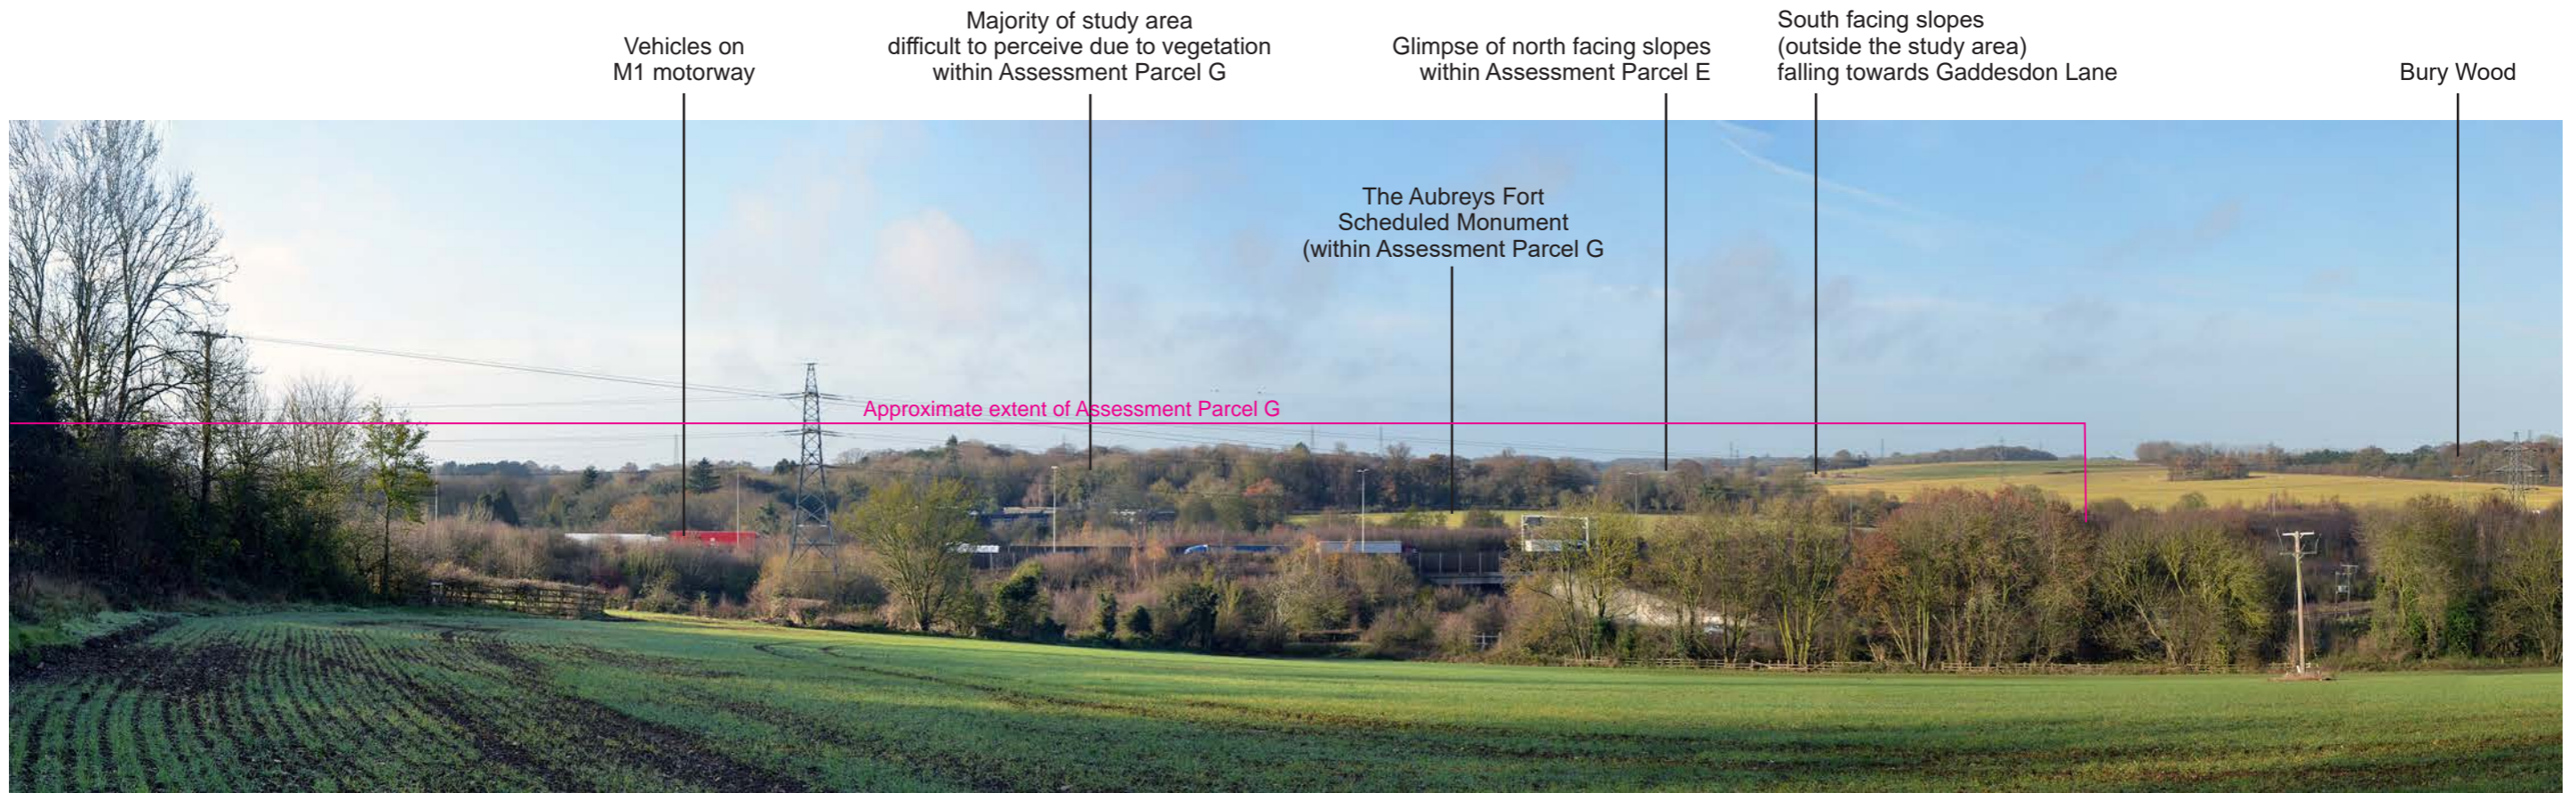 Vehicles on
M1 motorway
Majority of study area
difficult to perceive due to vegetation
within Assessment Parcel G
Glimpse of north facing slopes
within Assessment Parcel E
South facing slopes
(outside the study area)
falling towards Gaddesdon Lane
Bury Wood
The Aubreys Fort
Scheduled Monument
(within Assessment Parcel G
Approximate extent of Assessment Parcel G